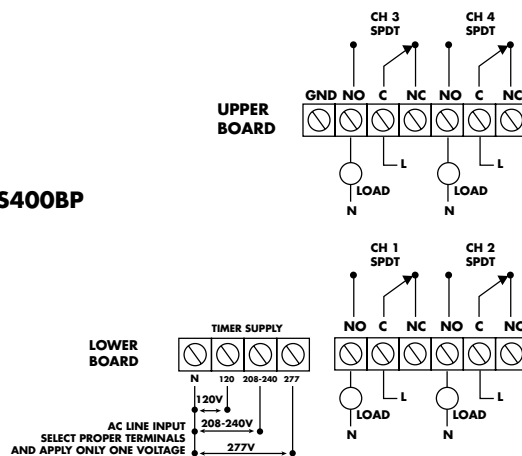 CH 3 CH 4
SPDT SPDT
GND NO C NC NO C NC
UPPER
BOARD
L L
LOAD LOAD
N N
S400BP
CH 1 CH 2
SPDT SPDT
TIMER SUPPLY
NO C NC NO C NC
LOWER
BOARD
N 120 208-240 277
120V
L L
LOAD LOAD
AC LINE INPUT 208-240V
SELECT PROPER TERMINALS
N N
AND APPLY ONLY ONE VOLTAGE 277V